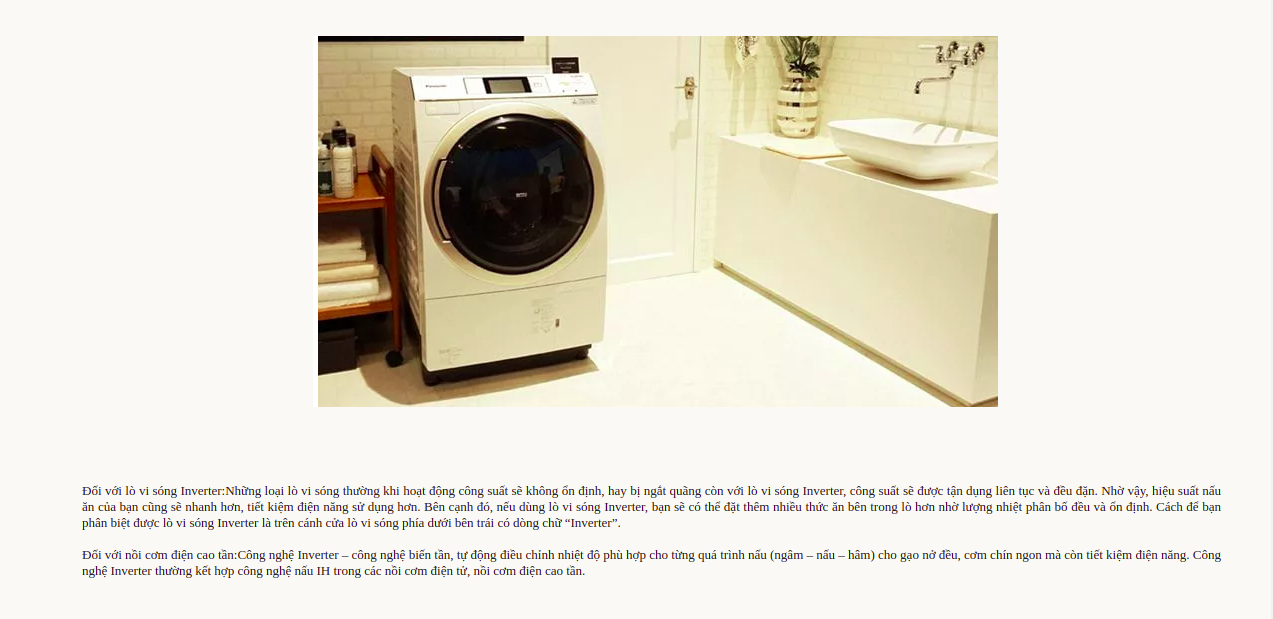 Panasonic
Đối với lò vi sóng Inverter:Những loại lò vi sóng thường khi hoạt động công suất sẽ không ổn định, hay bị ngắt quãng còn với lò vi sóng Inverter, công suất sẽ được tận dụng liên tục và đều đặn. Nhờ vậy, hiệu suất nấu
ăn của bạn cũng sẽ nhanh hơn, tiết kiệm điện năng sử dụng hơn. Bên cạnh đó, nếu dùng lò vi sóng Inverter, bạn sẽ có thể đặt thêm nhiều thức ăn bên trong lò hơn nhờ lượng nhiệt phân bố đều và ổn định. Cách để bạn
phân biệt được lò vi sóng Inverter là trên cánh cửa lò vi sóng phía dưới bên trái có dòng chữ “Inverter”.
Đối với nồi cơm điện cao tần:Công nghệ Inverter – công nghệ biến tần, tự động điều chỉnh nhiệt độ phù hợp cho từng quá trình nấu (ngâm – nấu – hâm) cho gạo nở đều, cơm chín ngon mà còn tiết kiệm điện năng. Công
nghệ Inverter thường kết hợp công nghệ nấu IH trong các nồi cơm điện tử, nồi cơm điện cao tần.